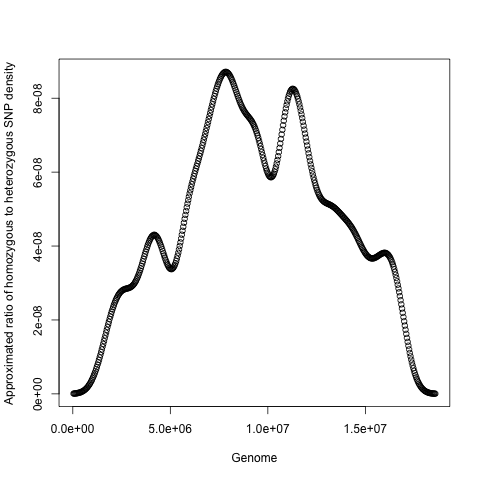 Approximated ratio of homozygous to heterozygous SNP density
8e-08
6e-08
4e-08
2e-08
0e+00
0.0e+00 5.0e+06 1.0e+07 1.5e+07
Genome